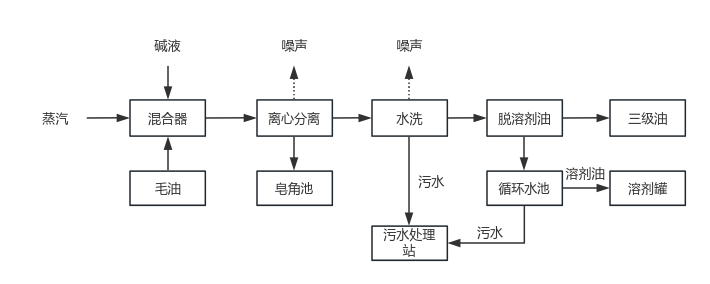 碱液
噪声
噪声
蒸汽
混合器
离心分离
水洗
脱溶剂油
三级油
毛油
皂角池
污水
循环水池
溶剂油
溶剂罐
污水处理
站
污水